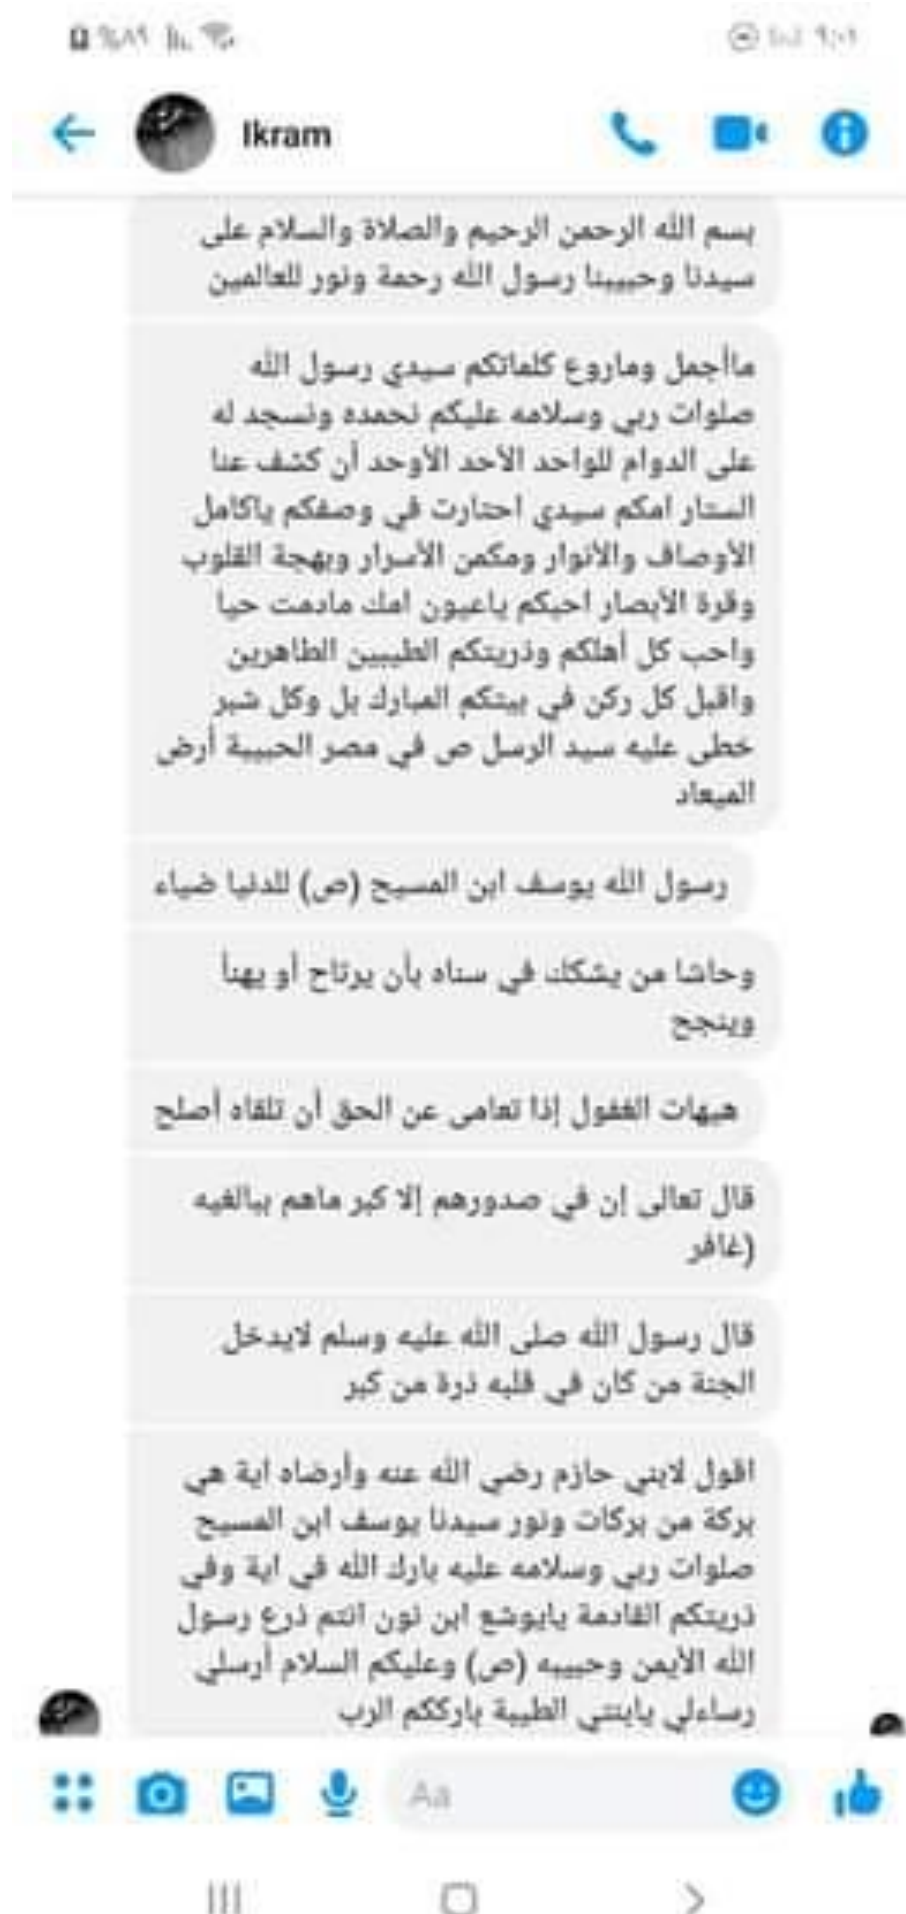 %٨٩
٩:٠٦
Ikram
بسم الله الرحمن الرحيم والصلاة والسلام على
سيدنا وحبيبنا رسول الله رحمة ونور للعالمين
ماأجمل وماروع كلماتكم سيدي رسول الله
صلوات ربي وسلامه عليكم نحمده ونسجد له
على الدوام للواحد الأحد الأوحد أن كشف عنا
الستار امكم سيدي احتارت في وصفكم ياكامل
الأوصاف والأنوار ومكمن الأسرار وبهجة القلوب
وقرة الأبصار احبكم ياعيون امك مادمت حيا
واحب كل أهلكم وذريتكم الطيبين الطاهرين
واقبل كل ركن في بيتكم المبارك بل وكل شبر
خطى عليه سيد الرسل ص في مصر الحبيبة أرض
الميعاد
رسول الله يوسف ابن المسيح (ص) للدنيا ضياء
وحاشا من يشكك في سناه بأن يرتاح أو يهنأ
وينجح
هيهات الغفول إذا تعامى عن الحق أن تلقاه أصلح
قال تعالى إن في صدورهم إلا كبر ماهم ببالغيه
(غافر
قال رسول الله صلى الله عليه وسلم لايدخل
الجنة من كان في قلبه ذرة من كبر
اقول لابني حازم رضي الله عنه وأرضاه اية هي
بركة من بركات ونور سيدنا يوسف ابن المسيح
صلوات ربي وسلامه عليه بارك الله في اية وفي
ذريتكم القادمة يايوشع ابن نون انتم ذرع رسول
الله الأيمن وحبيبه (ص) وعليكم السلام أرسلي
رساءلي يابنتي الطيبة بارككم الرب
Aa